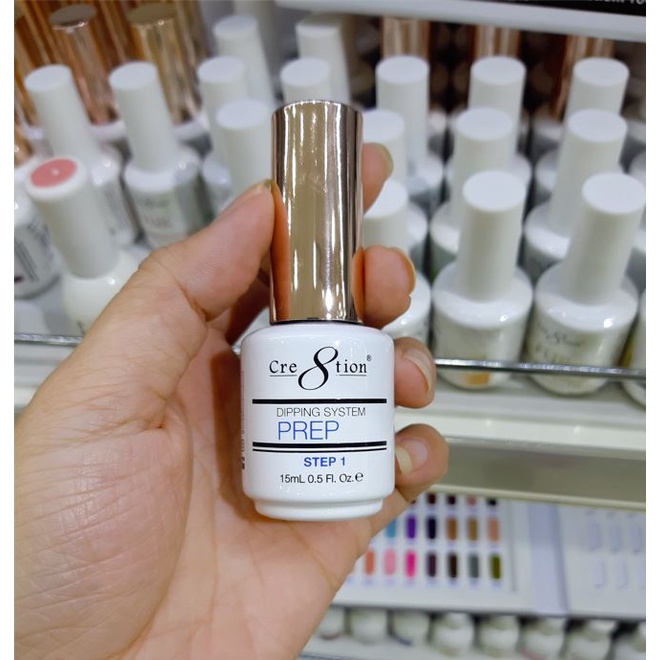 Cre8tion®
DIPPING SYSTEM
PREP
STEP 1
15mL 0.5 Fl. Oz.℮